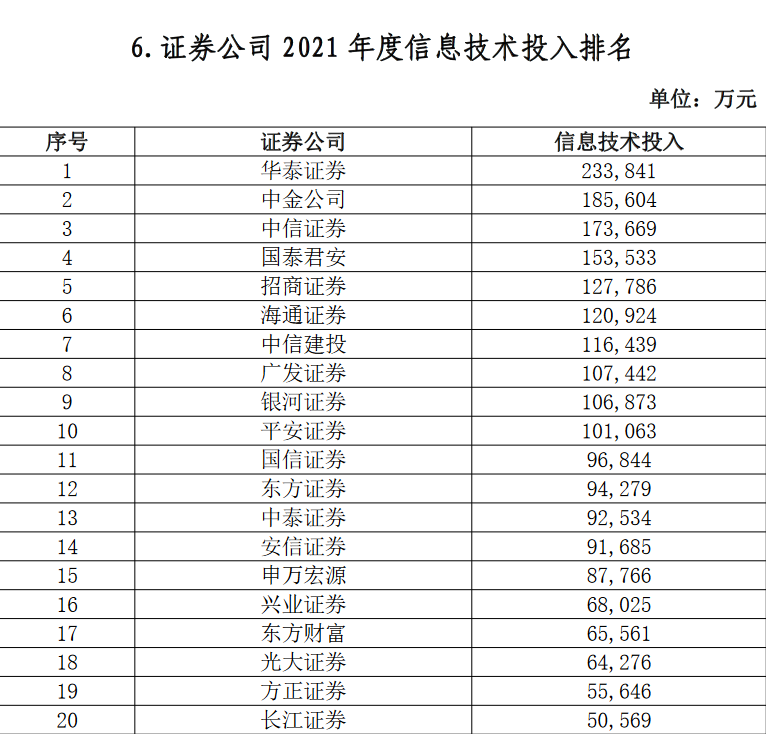 6.证券公司 2021 年度信息技术投入排名
单位：万元
序号 证券公司 信息技术投入
1 华泰证券 233,841
2 中金公司 185,604
3 中信证券 173,669
4 国泰君安 153,533
5 招商证券 127,786
6 海通证券 120,924
7 中信建投 116,439
8 广发证券 107,442
9 银河证券 106,873
10 平安证券 101,063
11 国信证券 96,844
12 东方证券 94,279
13 中泰证券 92,534
14 安信证券 91,685
15 申万宏源 87,766
16 兴业证券 68,025
17 东方财富 65,561
18 光大证券 64,276
19 方正证券 55,646
20 长江证券 50,569